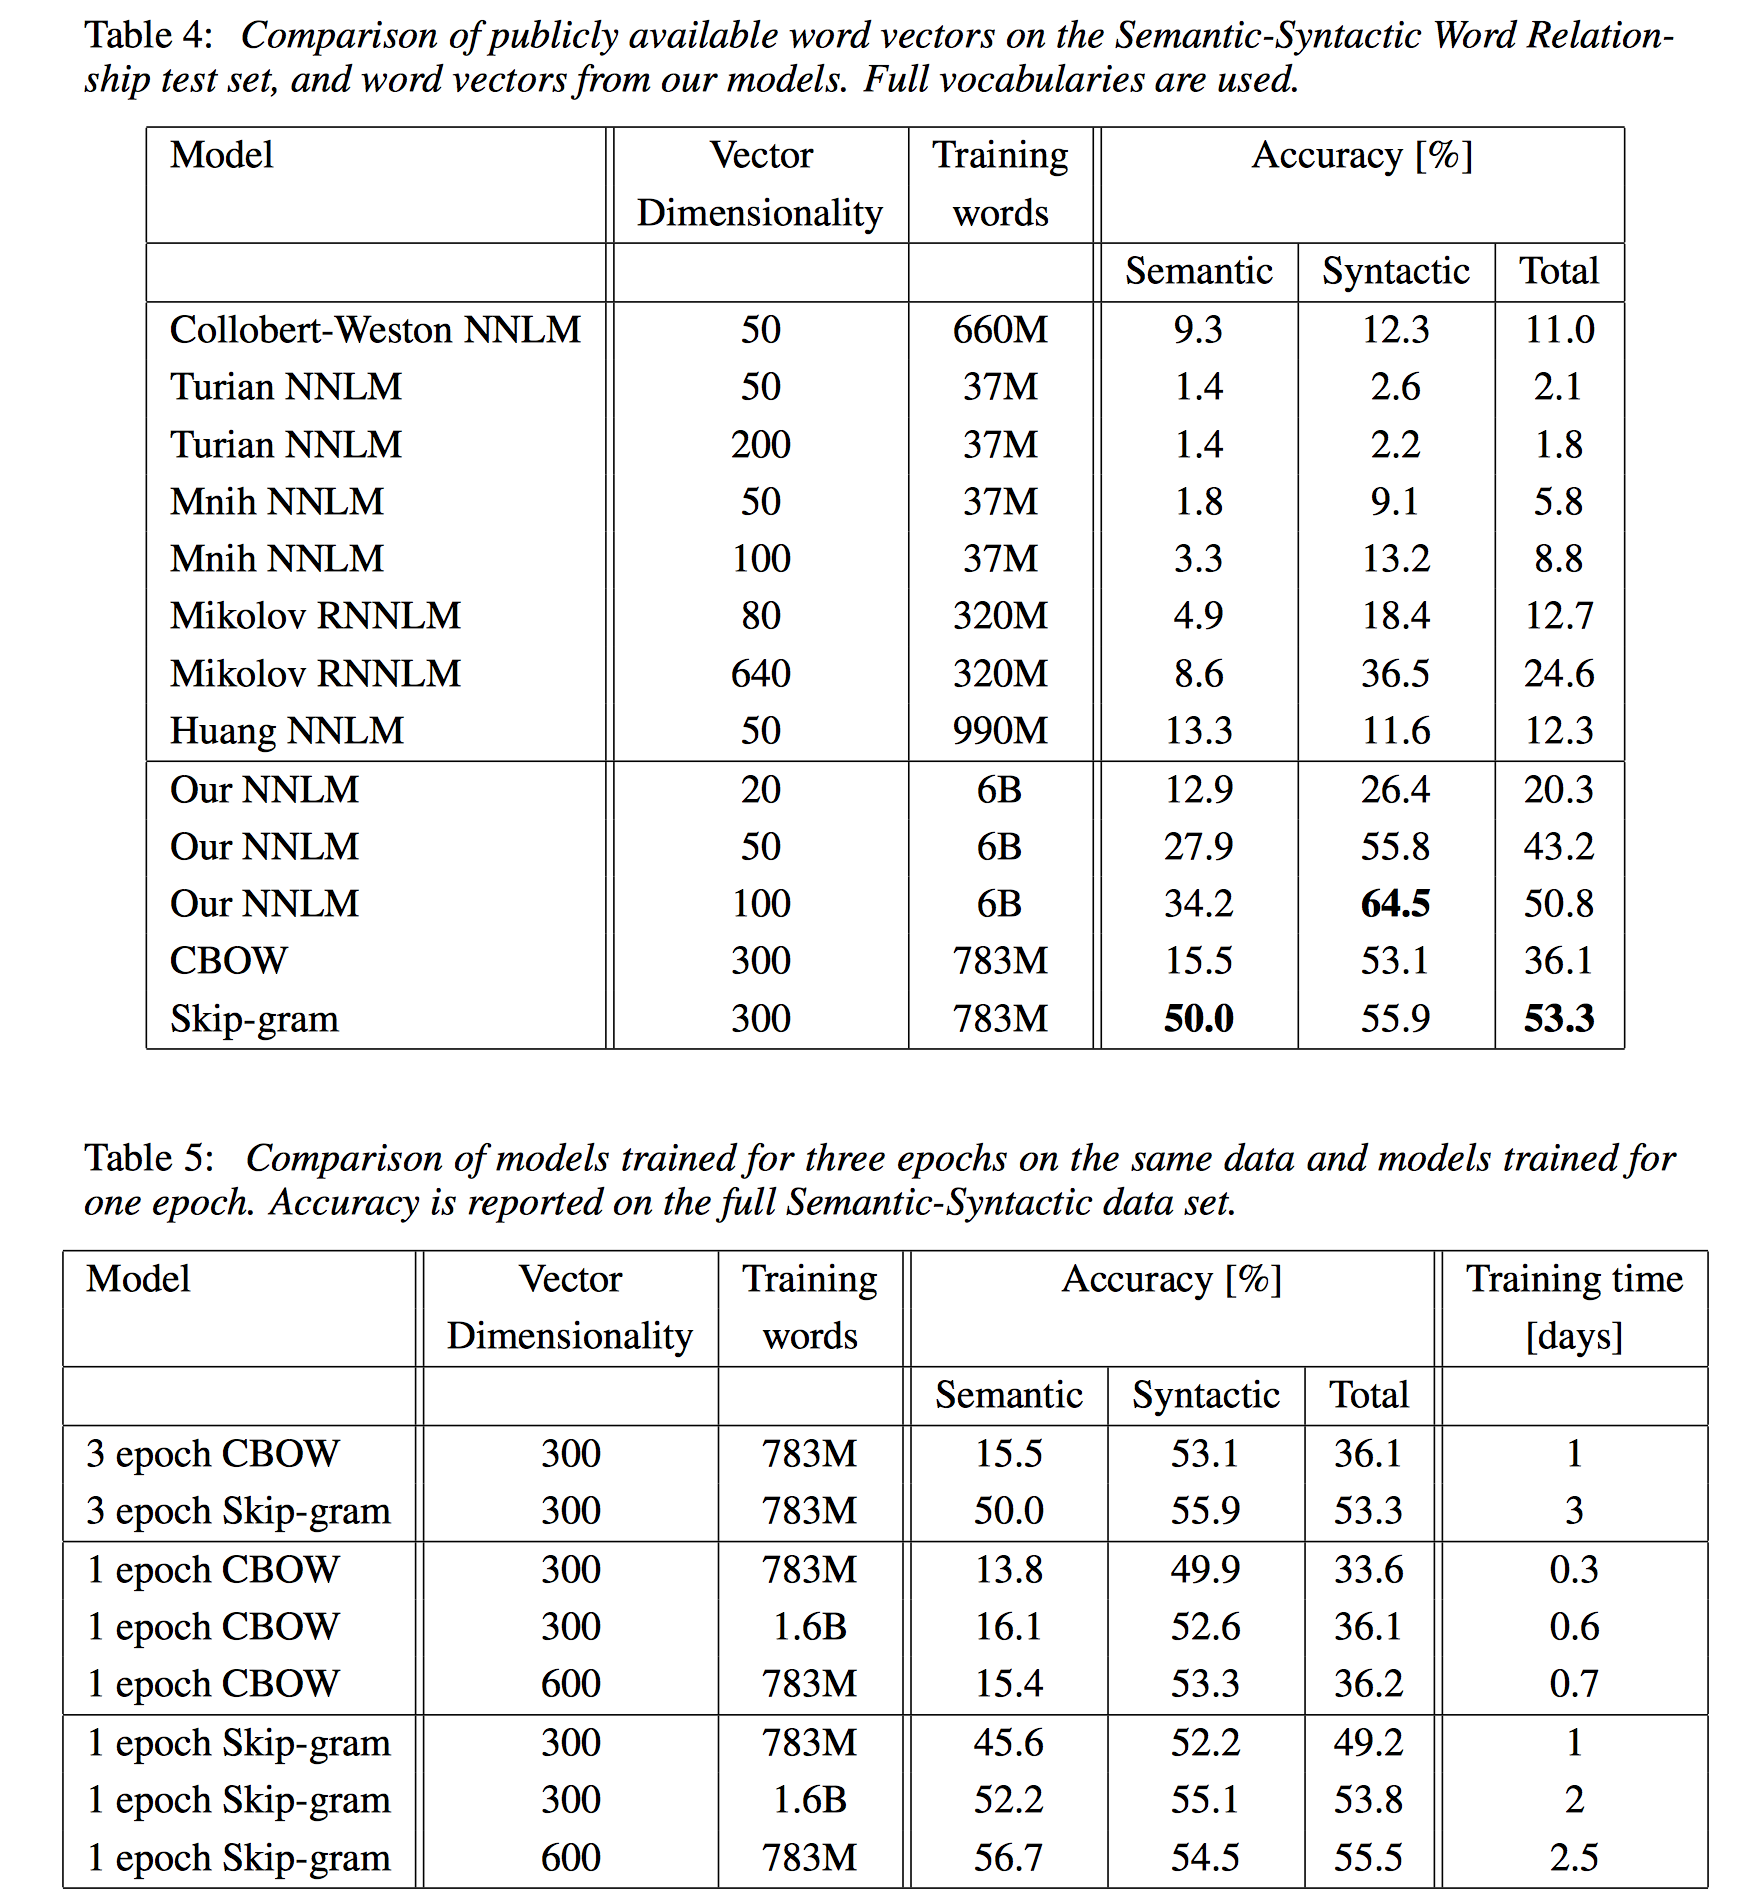 Table 4: Comparison of publicly available word vectors on the Semantic-Syntactic Word Relation-
ship test set, and word vectors from our models. Full vocabularies are used.
Model Vector Training Accuracy [%]
Dimensionality words
Semantic Syntactic Total
Collobert-Weston NNLM 50 660M 9.3 12.3 11.0
Turian NNLM 50 37M 1.4 2.6 2.1
Turian NNLM 200 37M 1.4 2.2 1.8
Mnih NNLM 50 37M 1.8 9.1 5.8
Mnih NNLM 100 37M 3.3 13.2 8.8
Mikolov RNNLM 80 320M 4.9 18.4 12.7
Mikolov RNNLM 640 320M 8.6 36.5 24.6
Huang NNLM 50 990M 13.3 11.6 12.3
Our NNLM 20 6B 12.9 26.4 20.3
Our NNLM 50 6B 27.9 55.8 43.2
Our NNLM 100 6B 34.2 64.5 50.8
CBOW 300 783M 15.5 53.1 36.1
Skip-gram 300 783M 50.0 55.9 53.3
Table 5: Comparison of models trained for three epochs on the same data and models trained for
one epoch. Accuracy is reported on the full Semantic-Syntactic data set.
Model Vector Training Accuracy [%] Training time
Dimensionality words [days]
Semantic Syntactic Total
3 epoch CBOW 300 783M 15.5 53.1 36.1 1
3 epoch Skip-gram 300 783M 50.0 55.9 53.3 3
1 epoch CBOW 300 783M 13.8 49.9 33.6 0.3
1 epoch CBOW 300 1.6B 16.1 52.6 36.1 0.6
1 epoch CBOW 600 783M 15.4 53.3 36.2 0.7
1 epoch Skip-gram 300 783M 45.6 52.2 49.2 1
1 epoch Skip-gram 300 1.6B 52.2 55.1 53.8 2
1 epoch Skip-gram 600 783M 56.7 54.5 55.5 2.5